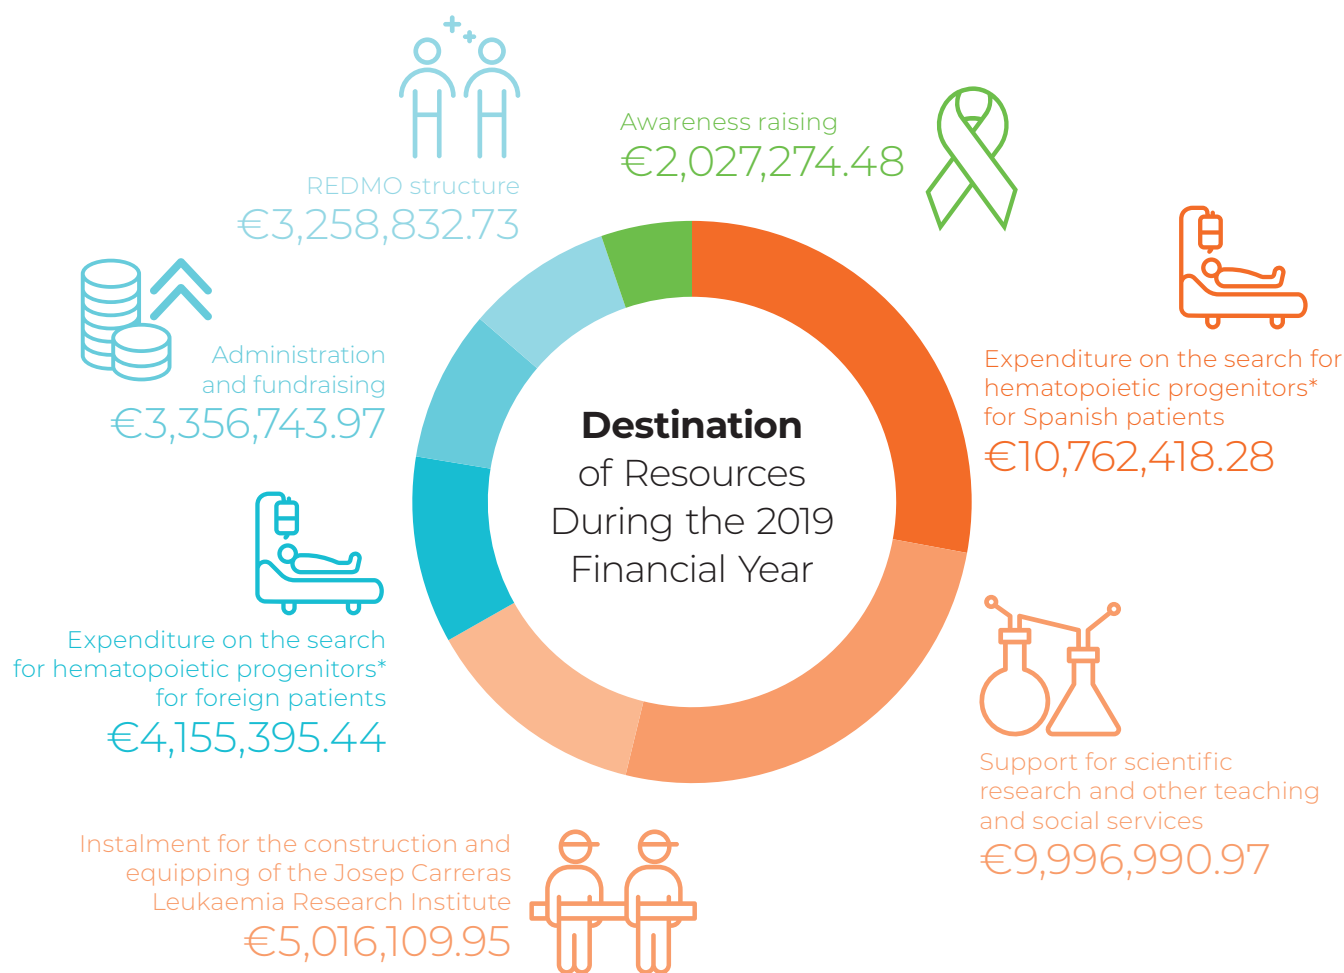 Destination
of Resources
During the 2019
Financial Year
Awareness raising
€2,027,274.48
Expenditure on the search for
hematopoietic progenitors*
for Spanish patients
€10,762,418.28
Support for scientific
research and other teaching
and social services
€9,996,990.97
Instalment for the construction and
equipping of the Josep Carreras
Leukaemia Research Institute
€5,016,109.95
Expenditure on the search
for hematopoietic progenitors*
for foreign patients
€4,155,395.44
Administration
and fundraising
€3,356,743.97
REDMO structure
€3,258,832.73